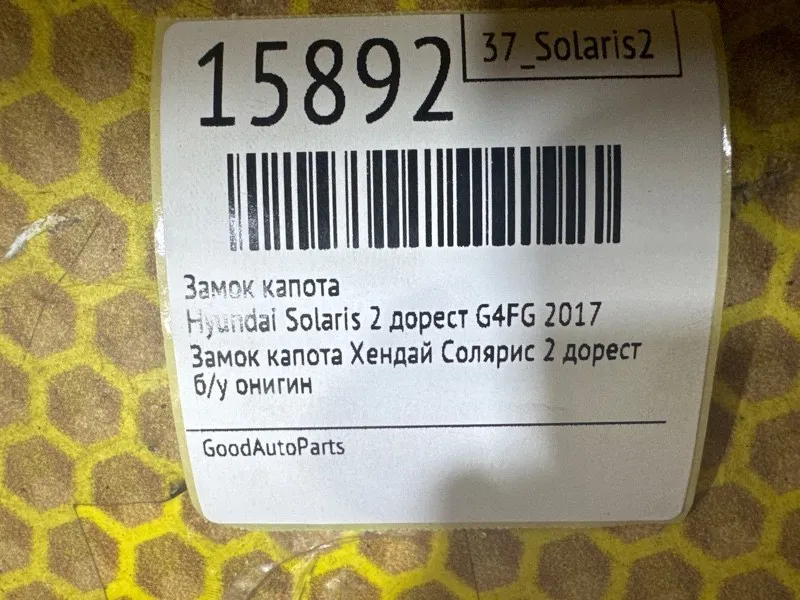 15892
37_Solaris2
Замок капота
Hyundai Solaris 2 дорест G4FG 2017
Замок капота Хендай Солярис 2 дорест
б/у онигин
GoodAutoParts